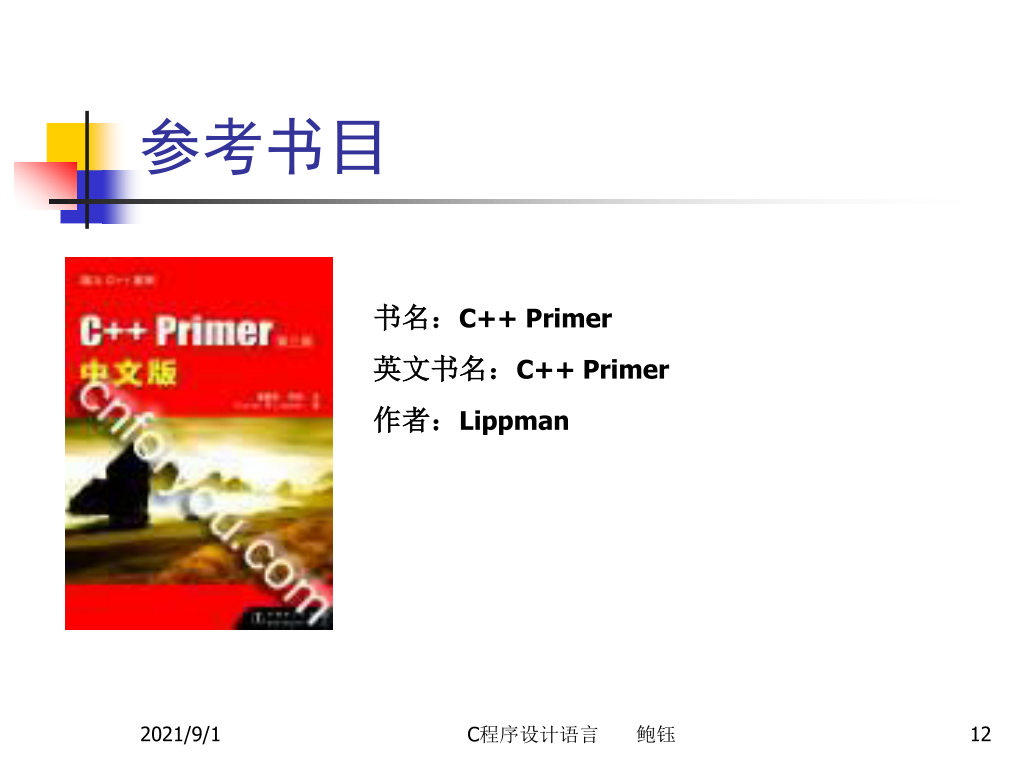 参考书目
C++ Primer
中文版
cnforyou.com
书名：C++ Primer
英文书名：C++ Primer
作者：Lippman
2021/9/1
C程序设计语言 鲍钰
12